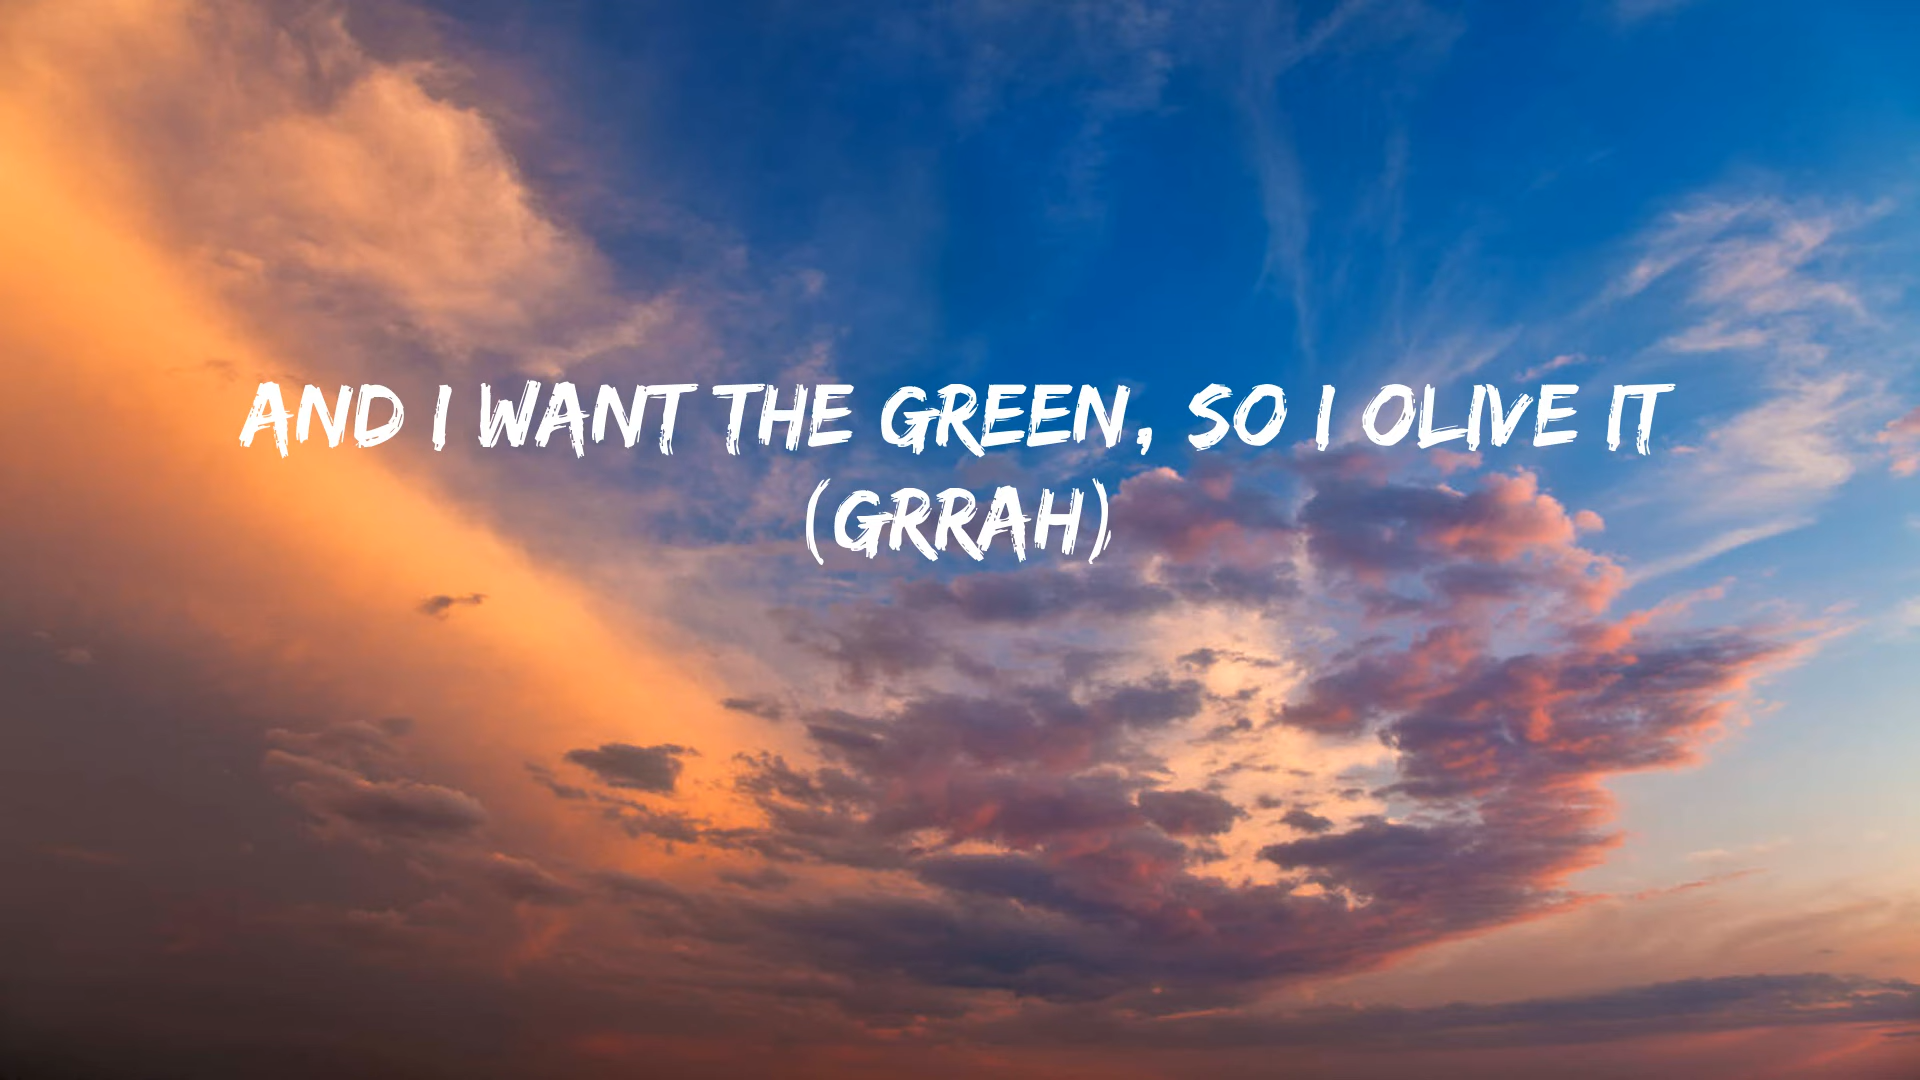 AND I WANT THE GREEN, SO I OLIVE IT
(GRRAH)